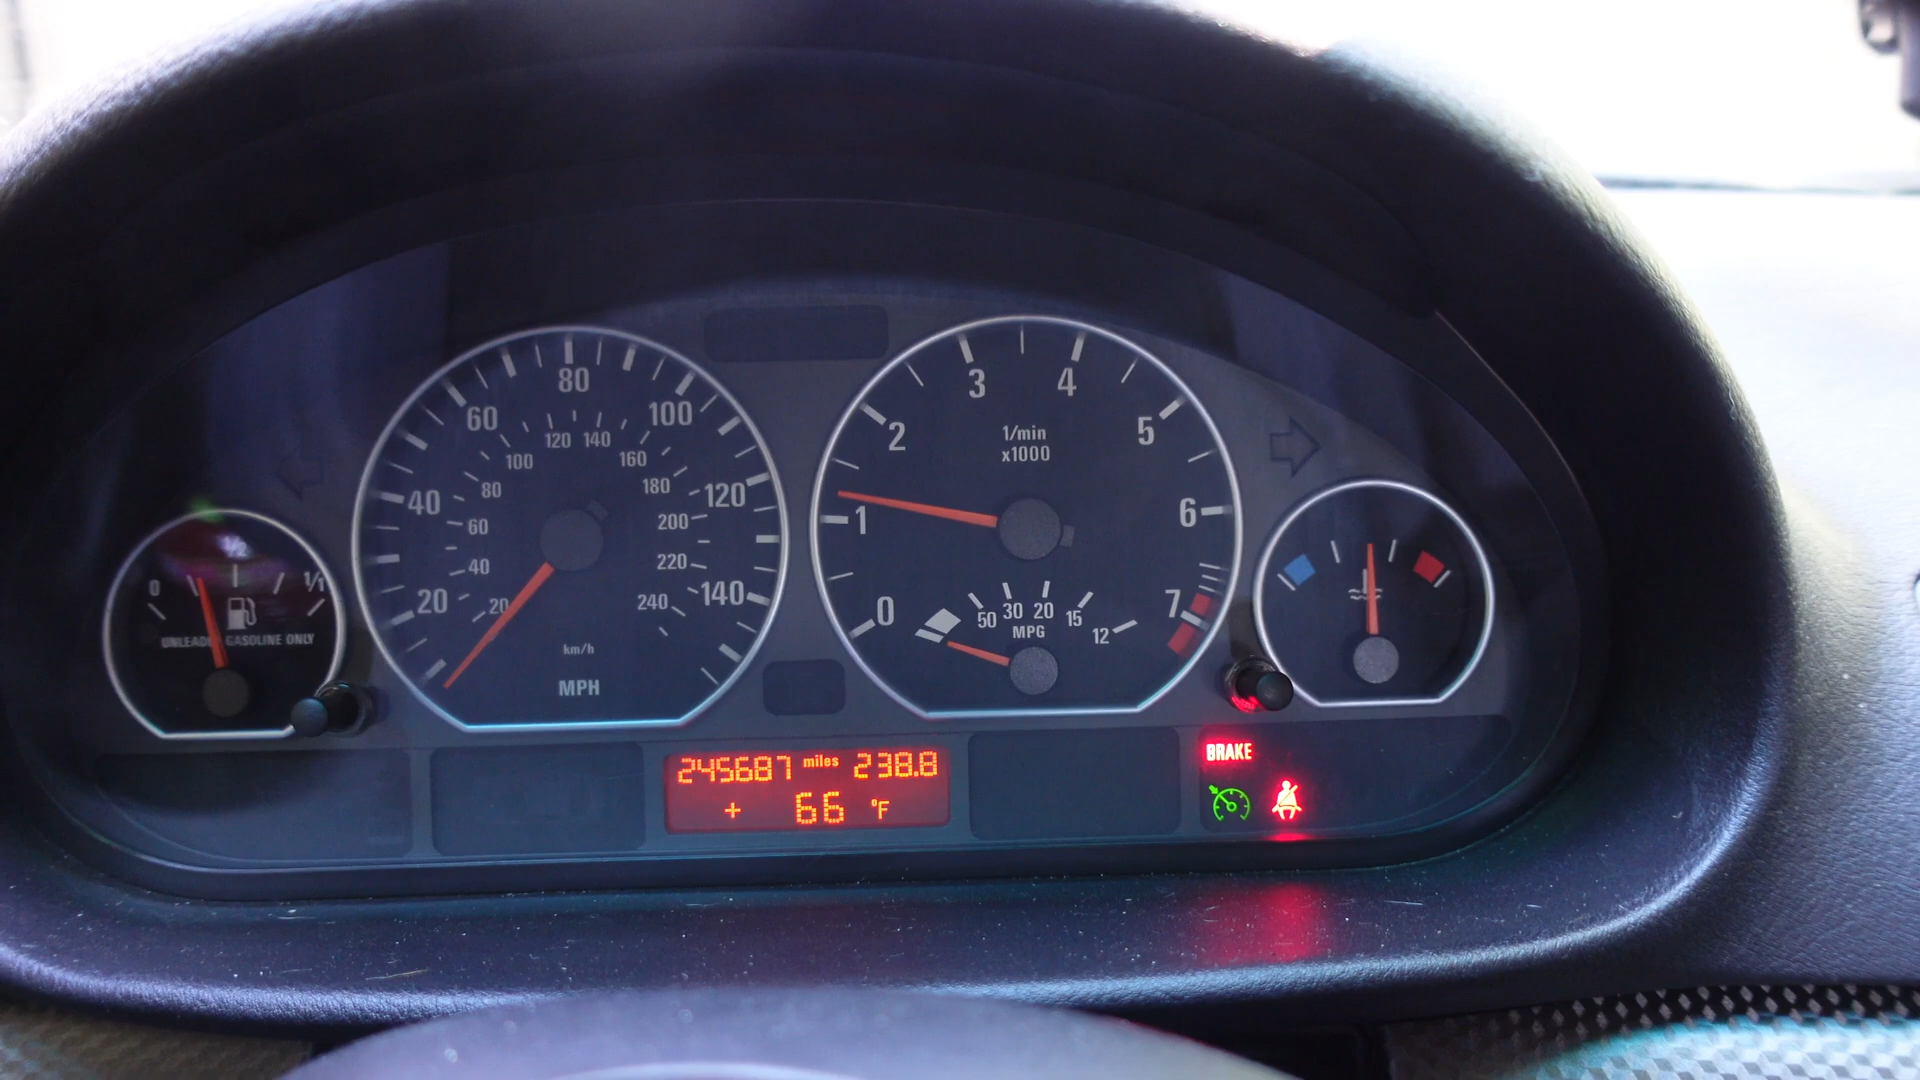 0 1/1
UNLEADED GASOLINE ONLY
20 40 60 80 100 120 140
20 40 60 80 100 120 140 160 180 200 220 240
km/h
MPH
0 1 2 3 4 5 6 7
1/min
x1000
50 30 20 15 12
MPG
245687 miles 238.8
+ 66 °F
BRAKE